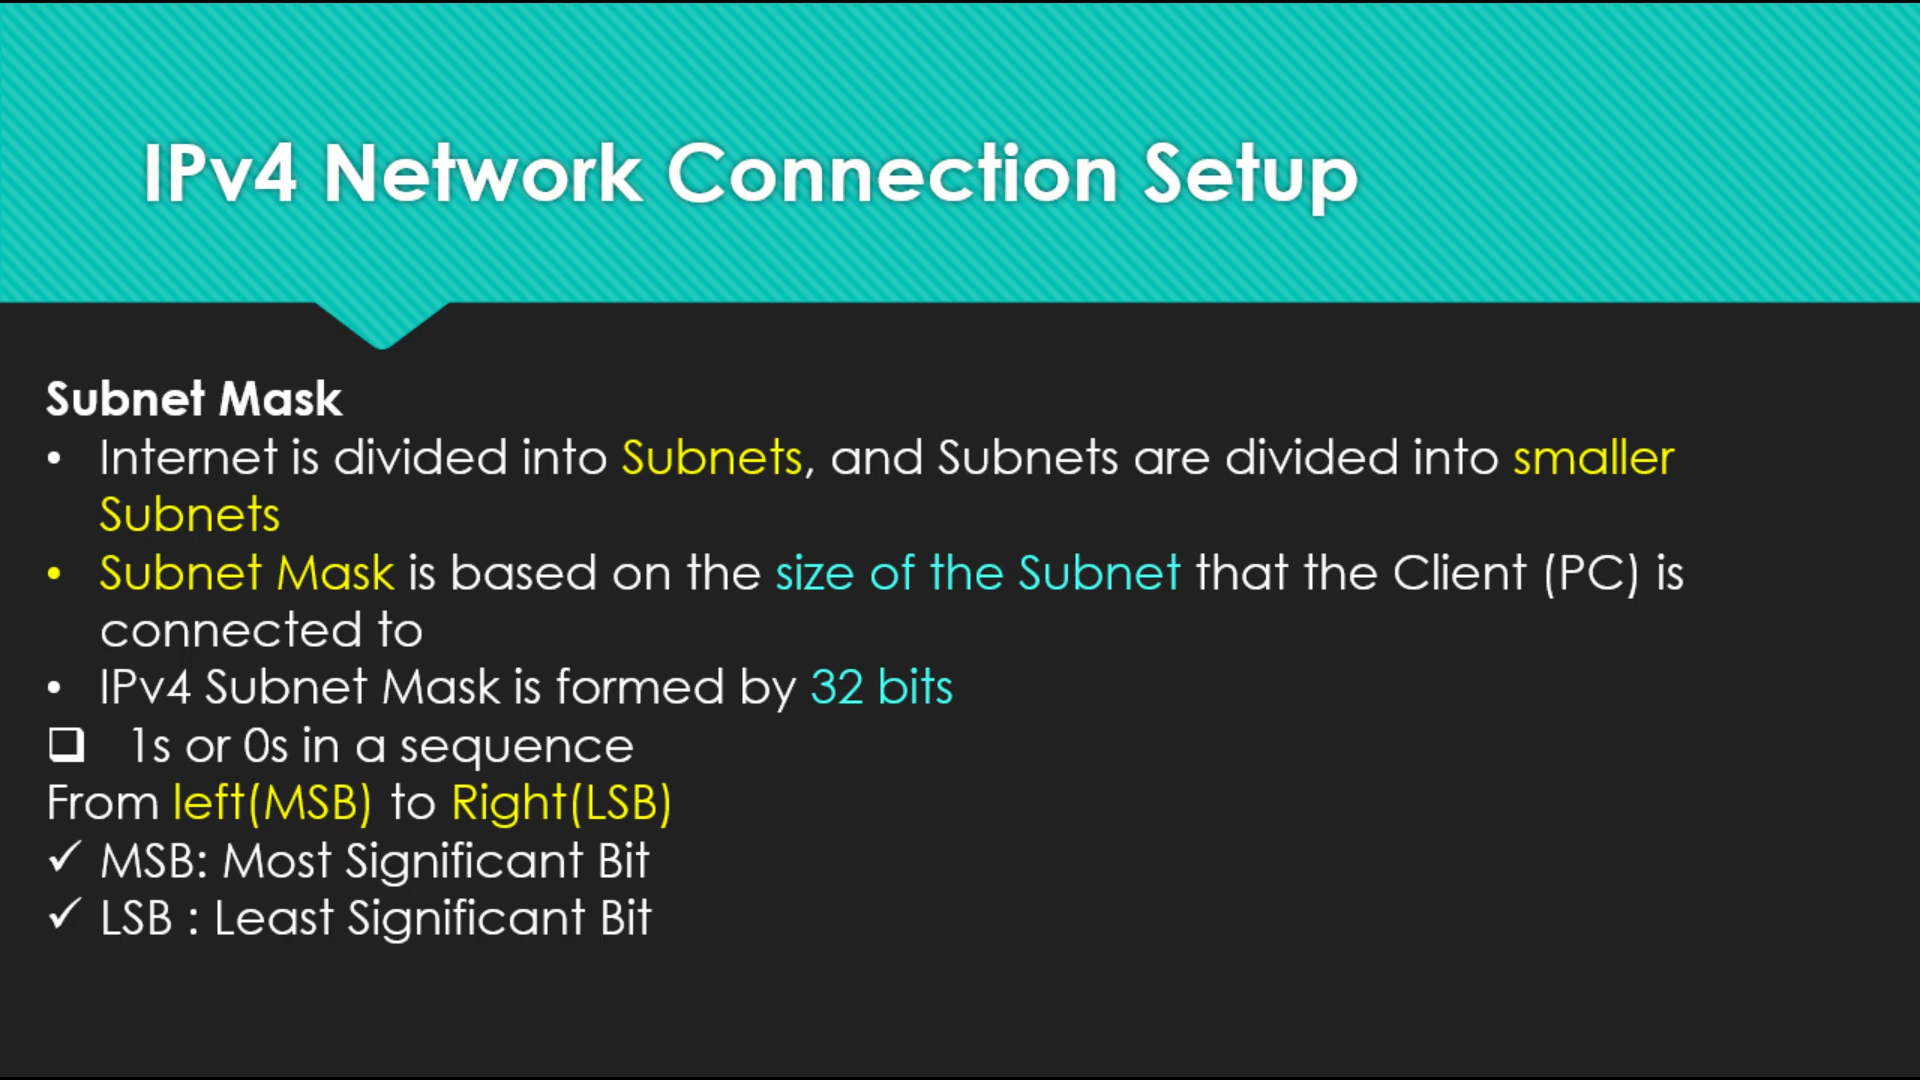 IPv4 Network Connection Setup
Subnet Mask
• Internet is divided into Subnets, and Subnets are divided into smaller
Subnets
• Subnet Mask is based on the size of the Subnet that the Client (PC) is
connected to
• IPv4 Subnet Mask is formed by 32 bits
❑ 1s or 0s in a sequence
From left(MSB) to Right(LSB)
✓ MSB: Most Significant Bit
✓ LSB : Least Significant Bit